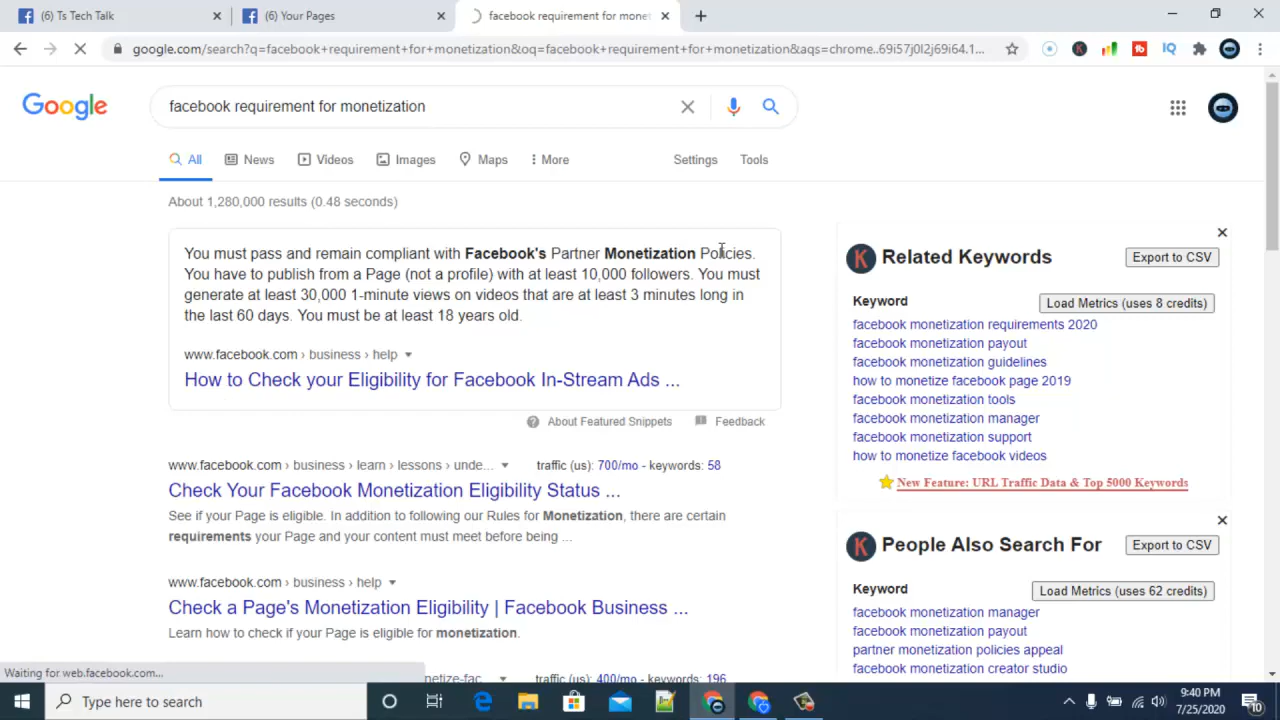 (6) Ts Tech Talk
(6) Your Pages
facebook requirement for monet
google.com/search?q=facebook+requirement+for+monetization&oq=facebook+requirement+for+monetization&aqs=chrome..69i57j0l2j69i64.1...
Google
facebook requirement for monetization
All
News
Videos
Images
Maps
More
Settings
Tools
About 1,280,000 results (0.48 seconds)
You must pass and remain compliant with Facebook's Partner Monetization Policies.
You have to publish from a Page (not a profile) with at least 10,000 followers. You must
generate at least 30,000 1-minute views on videos that are at least 3 minutes long in
the last 60 days. You must be at least 18 years old.
www.facebook.com › business › help
How to Check your Eligibility for Facebook In-Stream Ads ...
About Featured Snippets
Feedback
www.facebook.com › business › learn › lessons › unde...
traffic (us): 700/mo - keywords: 58
Check Your Facebook Monetization Eligibility Status ...
See if your Page is eligible. In addition to following our Rules for Monetization, there are certain
requirements your Page and your content must meet before being ...
www.facebook.com › business › help
Check a Page's Monetization Eligibility | Facebook Business ...
Learn how to check if your Page is eligible for monetization.
netize-fac...
traffic (us): 400/mo - keywords: 196
Related Keywords
Export to CSV
Keyword
Load Metrics (uses 8 credits)
facebook monetization requirements 2020
facebook monetization payout
facebook monetization guidelines
how to monetize facebook page 2019
facebook monetization tools
facebook monetization manager
facebook monetization support
how to monetize facebook videos
New Feature: URL Traffic Data & Top 5000 Keywords
People Also Search For
Export to CSV
Keyword
Load Metrics (uses 62 credits)
facebook monetization manager
facebook monetization payout
partner monetization policies appeal
facebook monetization creator studio
Waiting for web.facebook.com...
Type here to search
9:40 PM
7/25/2020
10